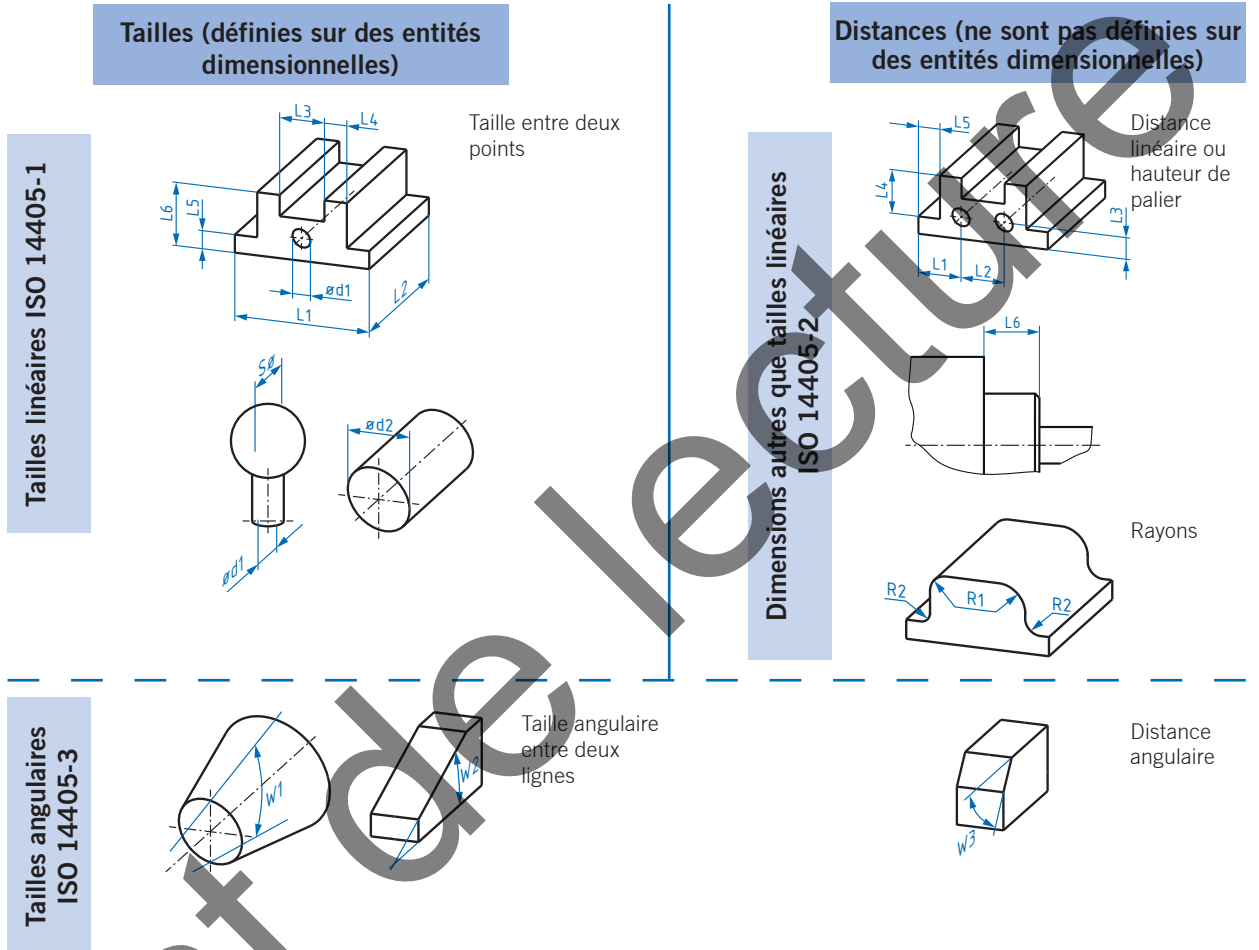 Tailles (définies sur des entités
dimensionnelles)
Distances (ne sont pas définies sur
des entités dimensionnelles)
Tailles linéaires ISO 14405-1
L3
L4
L6
L5
ød1
L1
L2
Taille entre deux
points
Sø
ød1
ød2
Dimensions autres que tailles linéaires
ISO 14405-2
L5
L4
L3
L1
L2
Distance
linéaire ou
hauteur de
palier
L6
R2
R1
R2
Rayons
Tailles angulaires
ISO 14405-3
W1
W2
Taille angulaire
entre deux
lignes
W3
Distance
angulaire
t de lecture